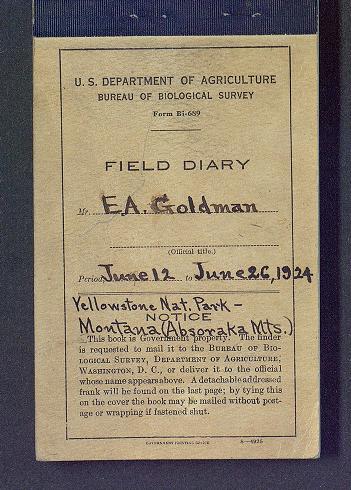 U. S. DEPARTMENT OF AGRICULTURE
BUREAU OF BIOLOGICAL SURVEY
Form Bi-689
FIELD DIARY
Mr. E.A. Goldman
(Official title.)
Period, June 12 to June 26, 1924
Yellowstone Nat. Park -
NOTICE
Montana (Absoraka Mts.)
This book is Government property. The finder
is requested to mail it to the BUREAU OF BIO-
LOGICAL SURVEY, DEPARTMENT OF AGRICULTURE,
WASHINGTON, D. C., or deliver it to the official
whose name appears above. A detachable addressed
frank will be found on the last page; by tying this
on the cover the book may be mailed without post-
age or wrapping if fastened shut.
GOVERNMENT PRINTING OFFICE